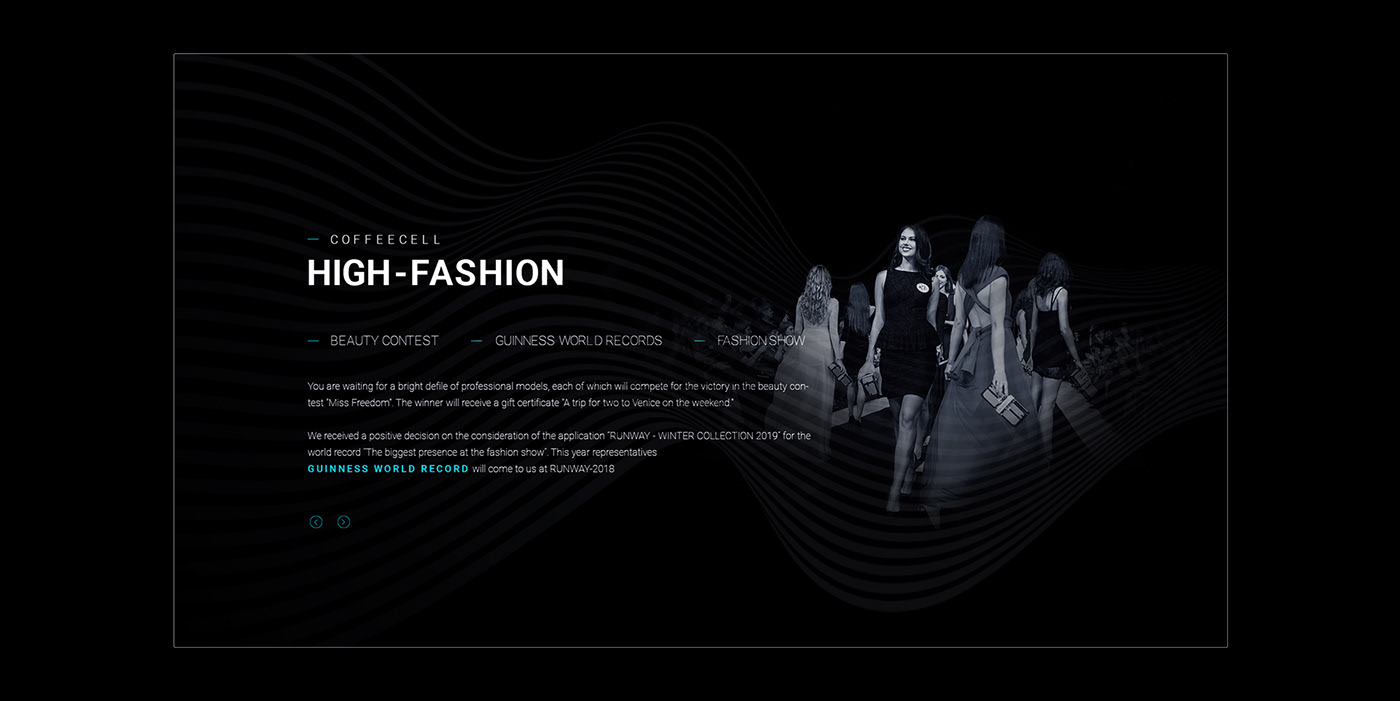 — COFFEECELL
HIGH-FASHION
— BEAUTY CONTEST — GUINNESS WORLD RECORDS — FASHION SHOW
You are waiting for a bright defile of professional models, each of which will compete for the victory in the beauty con-
test "Miss Freedom". The winner will receive a gift certificate "A trip for two to Venice on the weekend."
We received a positive decision on the consideration of the application "RUNWAY - WINTER COLLECTION 2019" for the
world record "The biggest presence at the fashion show". This year representatives
GUINNESS WORLD RECORD will come to us at RUNWAY-2018